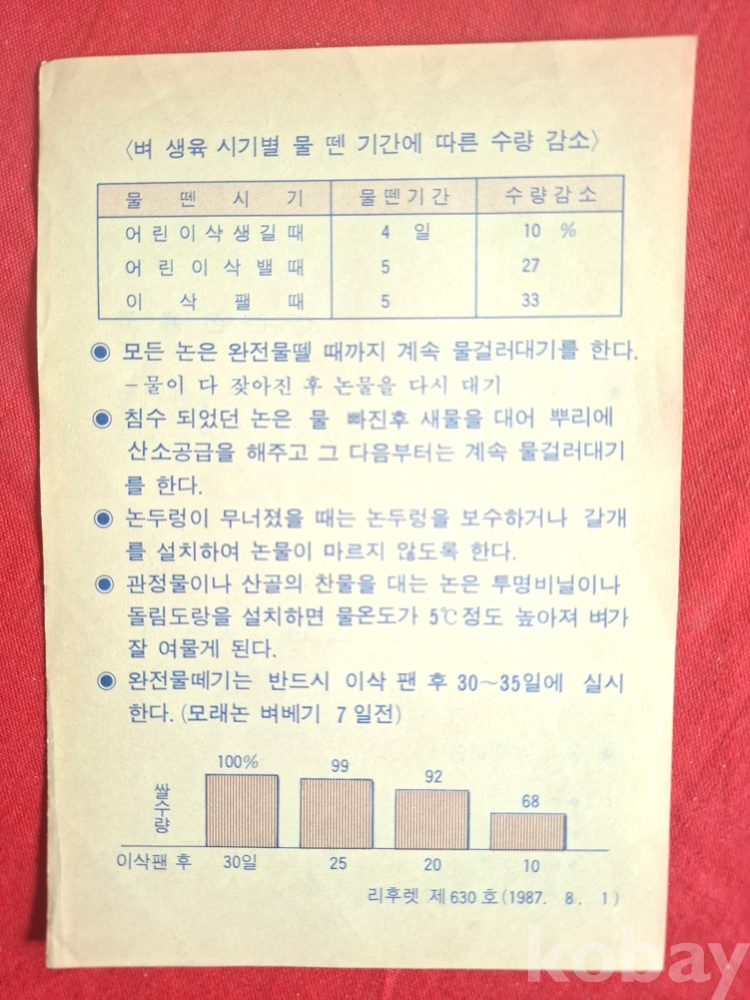 〈벼 생육 시기별 물 뗀 기간에 따른 수량 감소〉
물 뗀 시 기 물뗀기간 수량감소
어린이삭생길때 4 일 10 %
어린이삭밸때 5 27
이 삭 팰 때 5 33
◉ 모든 논은 완전물뗄 때까지 계속 물걸러대기를 한다.
－물이 다 잦아진 후 논물을 다시 대기
◉ 침수 되었던 논은 물 빠진후 새물을 대어 뿌리에
산소공급을 해주고 그 다음부터는 계속 물걸러대기
를 한다.
◉ 논두렁이 무너졌을 때는 논두렁을 보수하거나 갈개
를 설치하여 논물이 마르지 않도록 한다.
◉ 관정물이나 산골의 찬물을 대는 논은 투명비닐이나
돌림도랑을 설치하면 물온도가 5℃정도 높아져 벼가
잘 여물게 된다.
◉ 완전물떼기는 반드시 이삭 팬 후 30～35일에 실시
한다. (모래논 벼베기 7일전)
100% 99 92 68
쌀수량
이삭팬 후 30일 25 20 10
리후렛 제630호(1987. 8. 1)
kobay